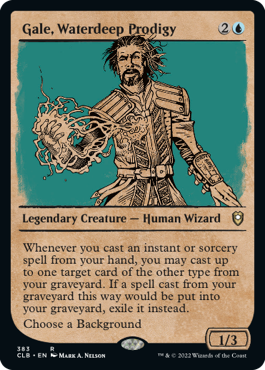 Gale, Waterdeep Prodigy 2
Legendary Creature — Human Wizard
Whenever you cast an instant or sorcery
spell from your hand, you may cast up
to one target card of the other type from
your graveyard. If a spell cast from your
graveyard this way would be put into
your graveyard, exile it instead.
Choose a Background
1/3
383 R
CLB • EN MARK A. NELSON
™ & © 2022 Wizards of the Coast